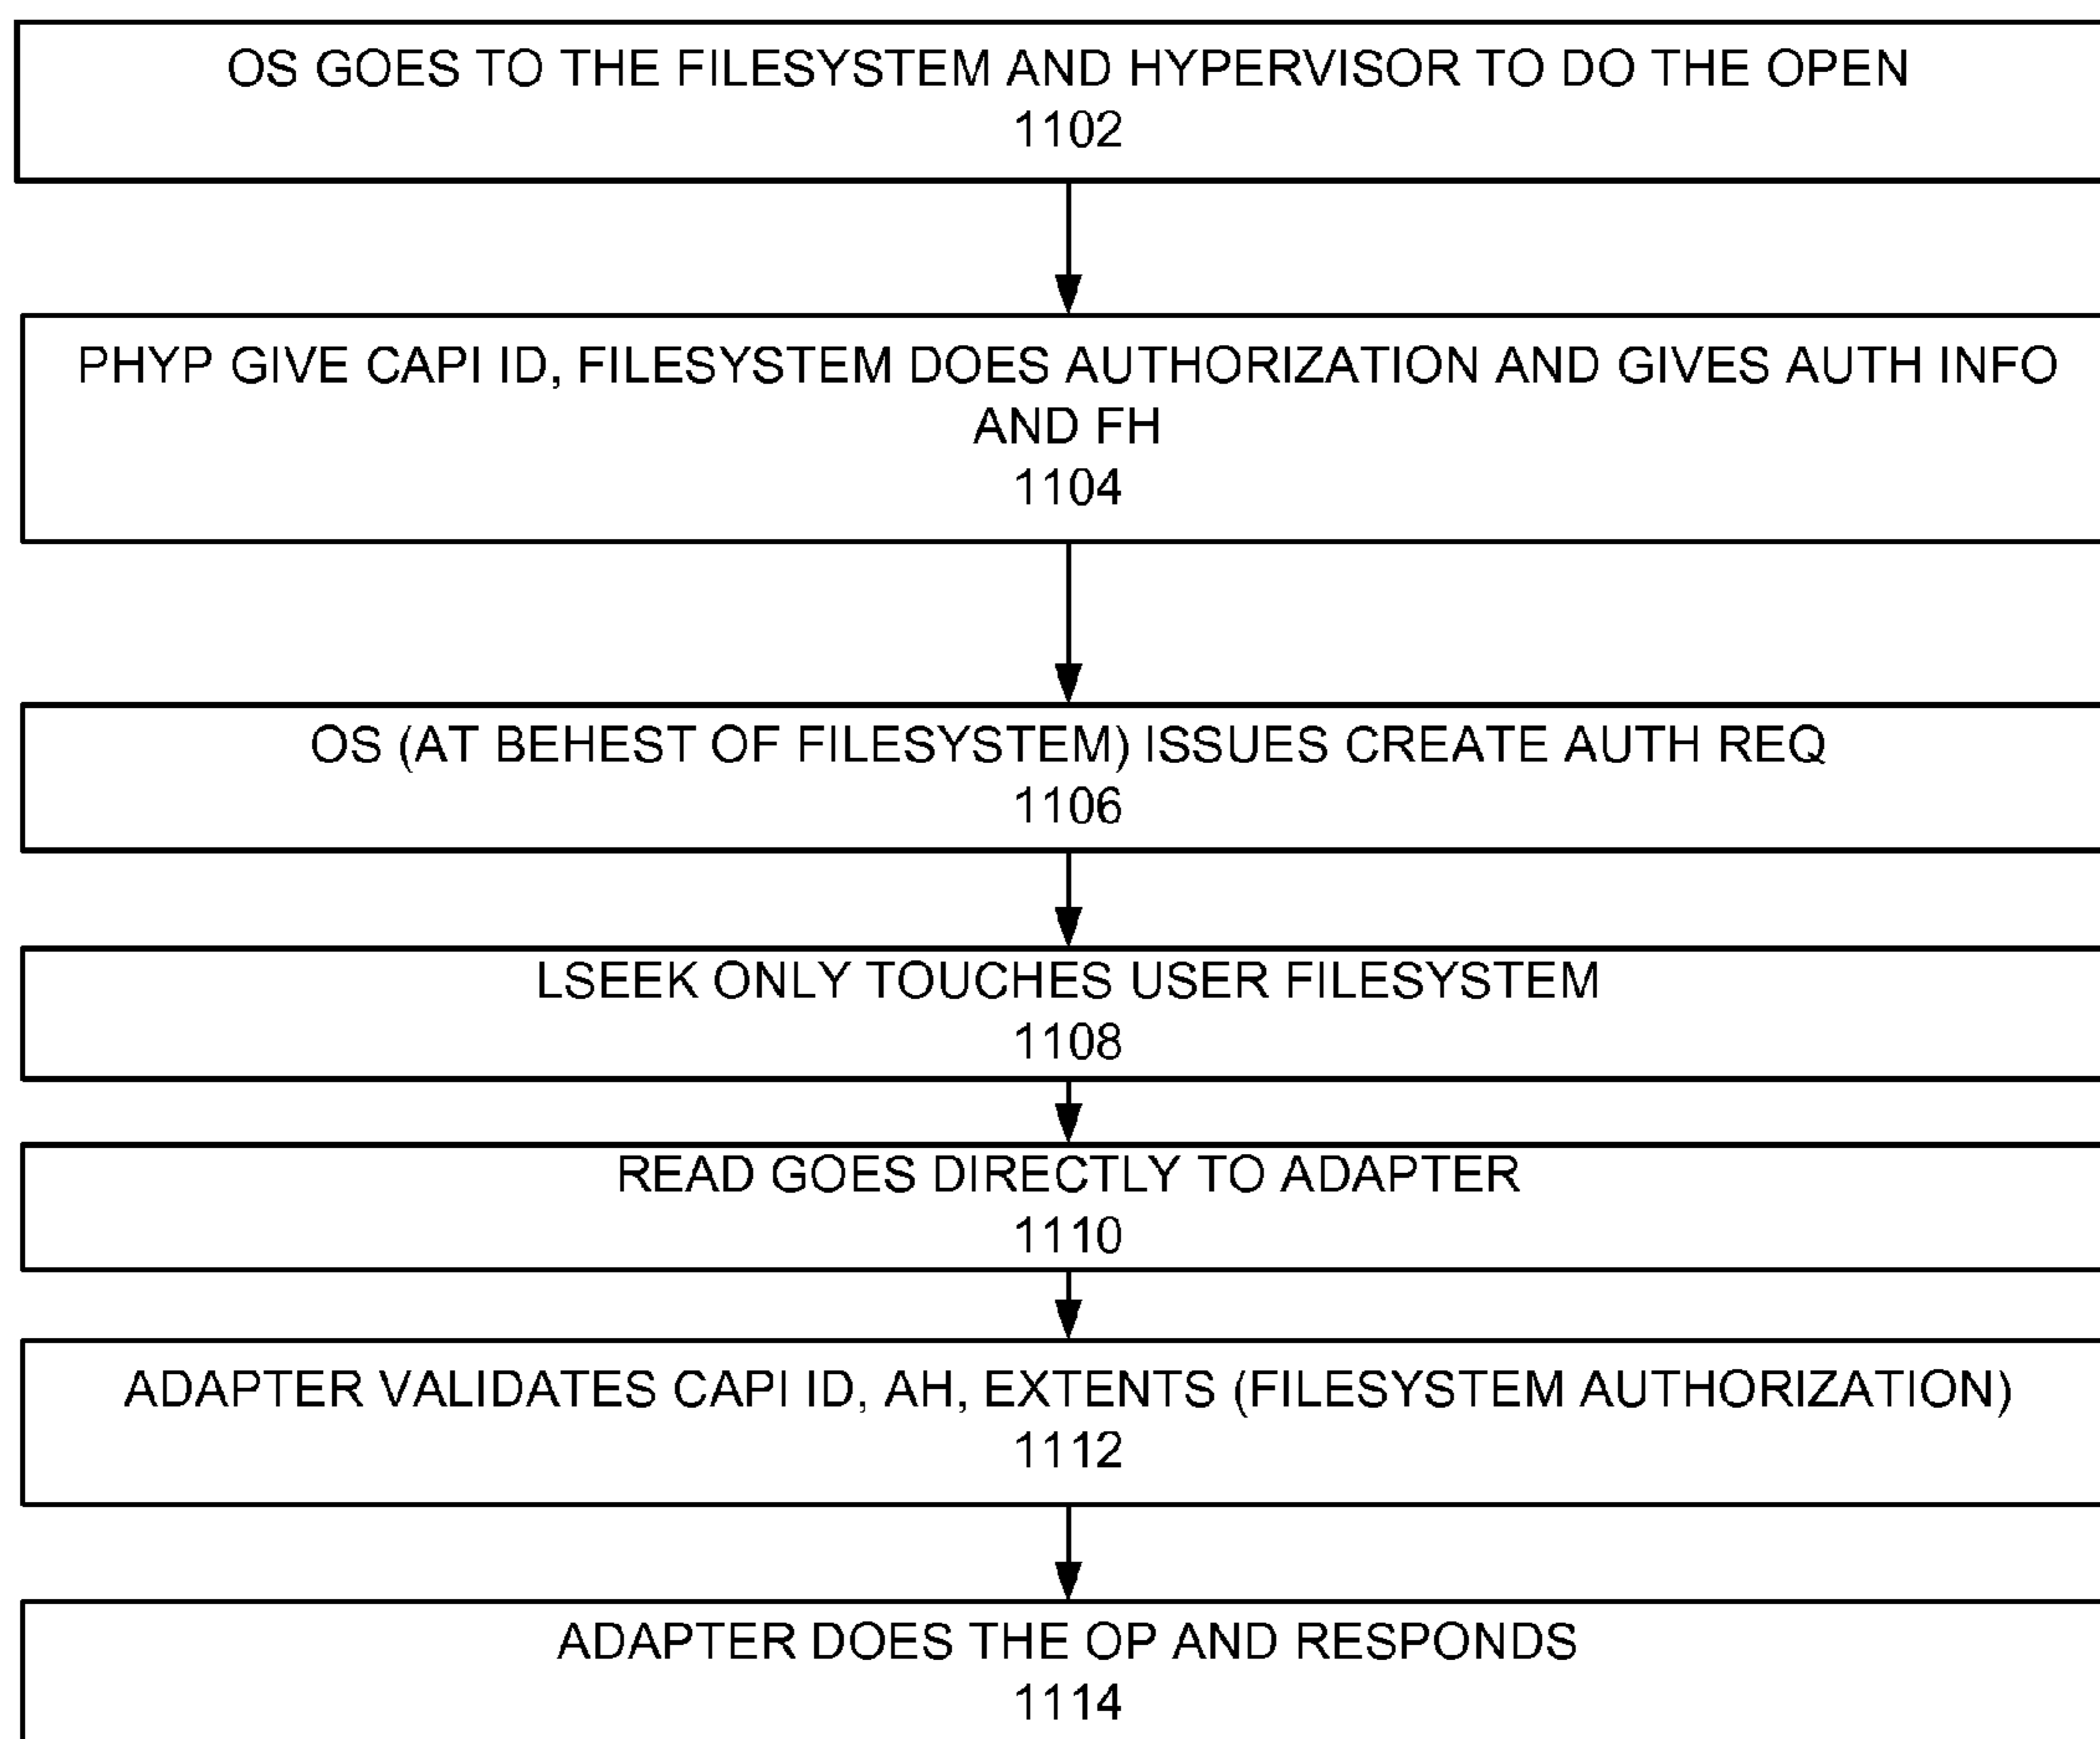 OS GOES TO THE FILESYSTEM AND HYPERVISOR TO DO THE OPEN
1102
PHYP GIVE CAPI ID, FILESYSTEM DOES AUTHORIZATION AND GIVES AUTH INFO
AND FH
1104
OS (AT BEHEST OF FILESYSTEM) ISSUES CREATE AUTH REQ
1106
LSEEK ONLY TOUCHES USER FILESYSTEM
1108
READ GOES DIRECTLY TO ADAPTER
1110
ADAPTER VALIDATES CAPI ID, AH, EXTENTS (FILESYSTEM AUTHORIZATION)
1112
ADAPTER DOES THE OP AND RESPONDS
1114